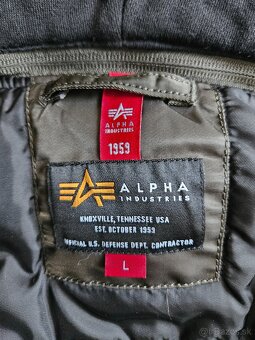 ALPHA
INDUSTRIES
1959
ALPHA
INDUSTRIES
KNOXVILLE, TENNESSEE USA
EST. OCTOBER 1959
OFFICIAL U.S. DEFENSE DEPT. CONTRACTOR
L